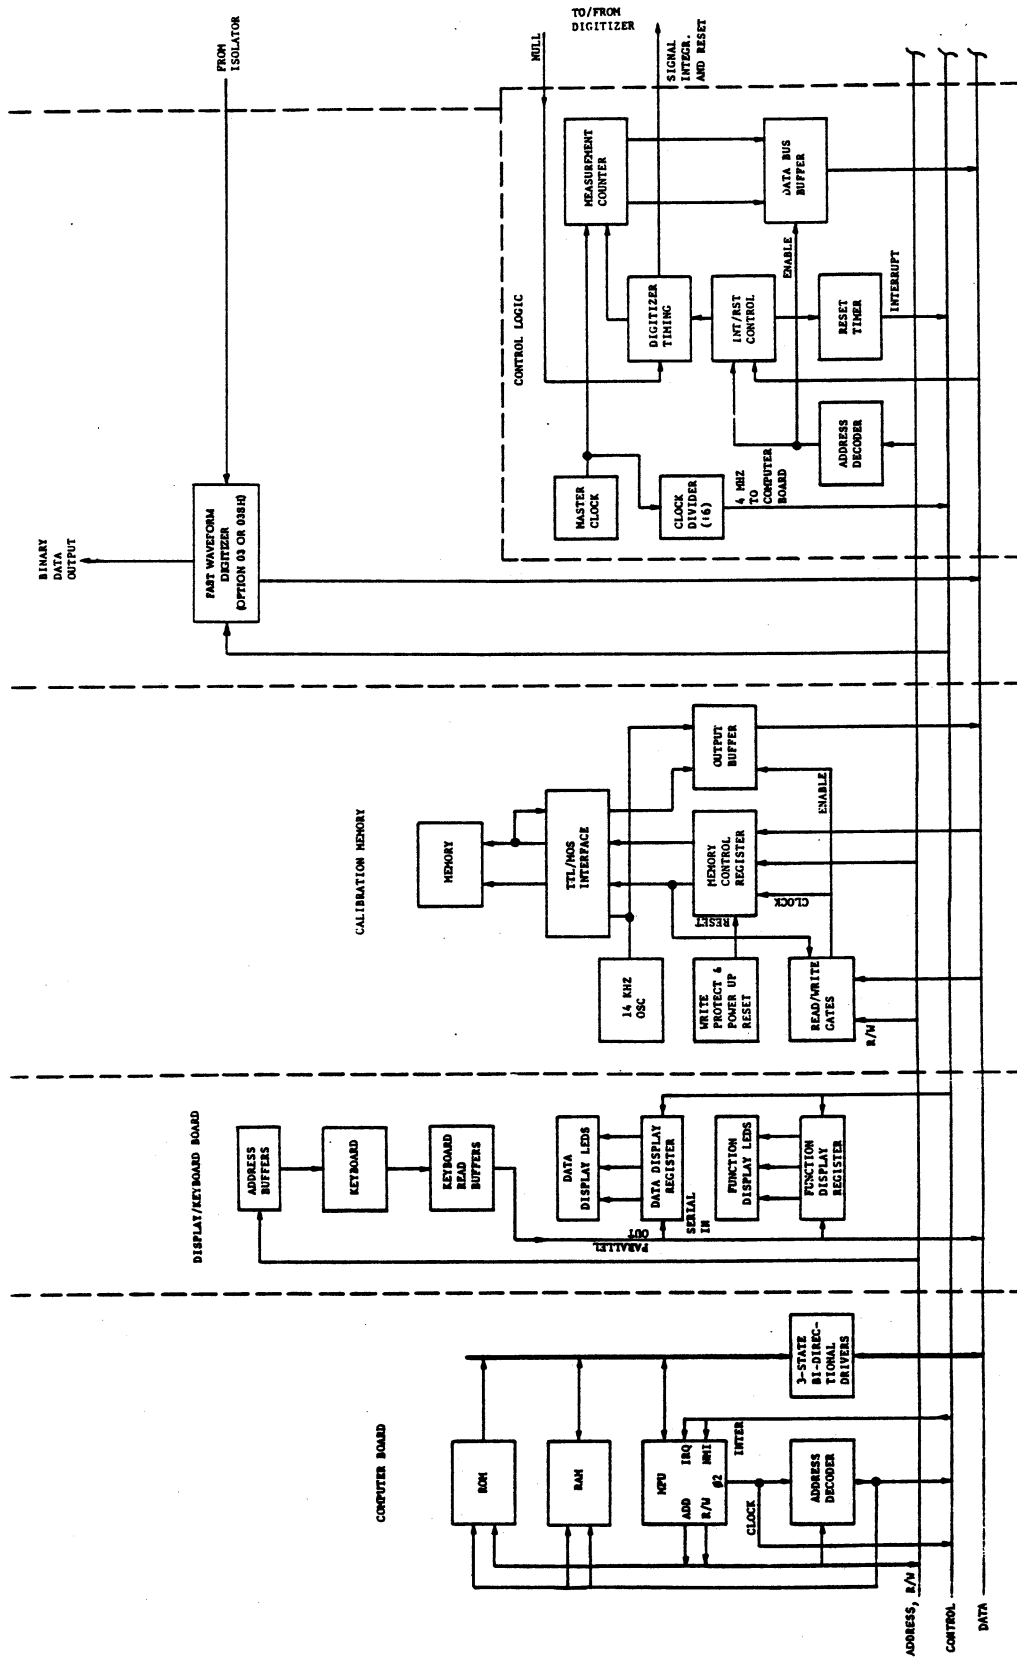 COMPUTER BOARD
ROM
RAM
MPU
ADD
R/W
IRQ
NMI
Ø2
INTER
CLOCK
ADDRESS
DECODER
3-STATE
BI-DIREC-
TIONAL
DRIVERS
ADDRESS, R/W
CONTROL
DATA
DISPLAY/KEYBOARD BOARD
ADDRESS
BUFFERS
KEYBOARD
KEYBOARD
READ
BUFFERS
PARALLEL
OUT
DATA
DISPLAY LEDS
DATA DISPLAY
REGISTER
SERIAL
IN
FUNCTION
DISPLAY LEDS
FUNCTION
DISPLAY
REGISTER
CALIBRATION MEMORY
MEMORY
TTL/MOS
INTERFACE
14 KHZ
OSC
WRITE
PROTECT &
POWER UP
RESET
RESET
MEMORY
CONTROL
REGISTER
CLOCK
OUTPUT
BUFFER
ENABLE
READ/WRITE
GATES
R/W
BINARY
DATA
OUTPUT
FAST WAVEFORM
DIGITIZER
(OPTION 03 OR 03SH)
FROM
ISOLATOR
CONTROL LOGIC
NULL
TO/FROM
DIGITIZER
SIGNAL
INTEGR.
AND RESET
MASTER
CLOCK
CLOCK
DIVIDER
(:6)
4 MHZ
TO
COMPUTER
BOARD
MEASUREMENT
COUNTER
DIGITIZER
TIMING
INT/RST
CONTROL
ENABLE
DATA BUS
BUFFER
ADDRESS
DECODER
RESET
TIMER
INTERRUPT